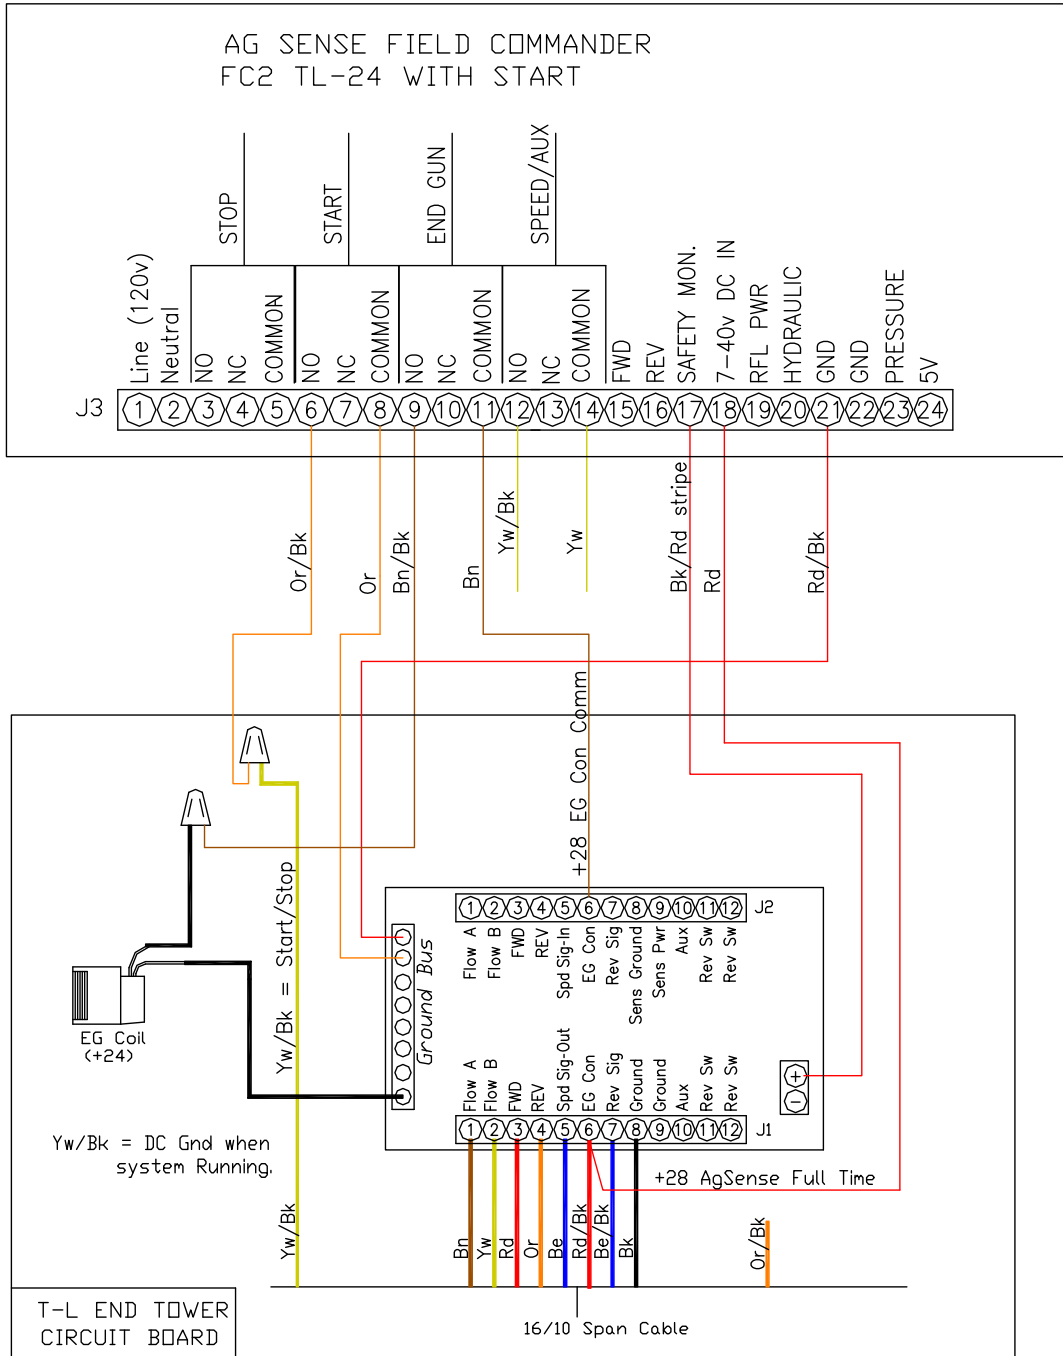 AG SENSE FIELD COMMANDER
FC2 TL-24 WITH START
STOP
START
END GUN
SPEED/AUX
Line (120v)
Neutral
NO
NC
COMMON
NO
NC
COMMON
NO
NC
COMMON
NO
NC
COMMON
FWD
REV
SAFETY MON.
7-40v DC IN
RFL PWR
HYDRAULIC
GND
GND
PRESSURE
5V
J3
1 2 3 4 5 6 7 8 9 10 11 12 13 14 15 16 17 18 19 20 21 22 23 24
Or/Bk
Or
Bn/Bk
Bn
Yw/Bk
Yw
Bk/Rd stripe
Rd
Rd/Bk
+28 EG Con Comm
Yw/Bk = Start/Stop
1 2 3 4 5 6 7 8 9 10 11 12
J2
Flow A
Flow B
FWD
REV
Spd Sig-In
EG Con
Rev Sig
Sens Ground
Sens Pwr
Aux
Rev Sw
Rev Sw
Ground Bus
EG Coil
(+24)
Flow A
Flow B
FWD
REV
Spd Sig-Out
EG Con
Rev Sig
Ground
Ground
Aux
Rev Sw
Rev Sw
+
-
1 2 3 4 5 6 7 8 9 10 11 12
J1
Yw/Bk = DC Gnd when
system Running.
+28 AgSense Full Time
Yw/Bk
Bn
Yw
Rd
Or
Be
Rd/Bk
Be/Bk
Bk
Or/Bk
T-L END TOWER
CIRCUIT BOARD
16/10 Span Cable